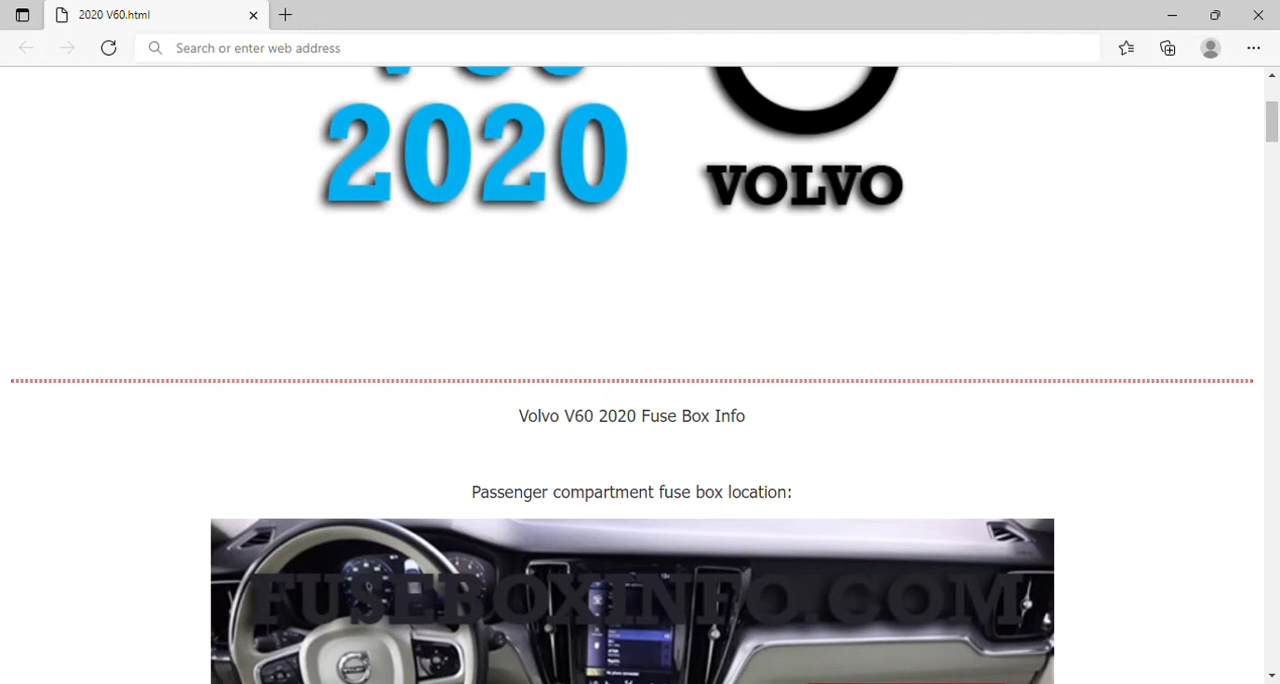 2020 V60.html
Search or enter web address
2020
VOLVO
Volvo V60 2020 Fuse Box Info
Passenger compartment fuse box location:
FUSEBOXINFO.COM